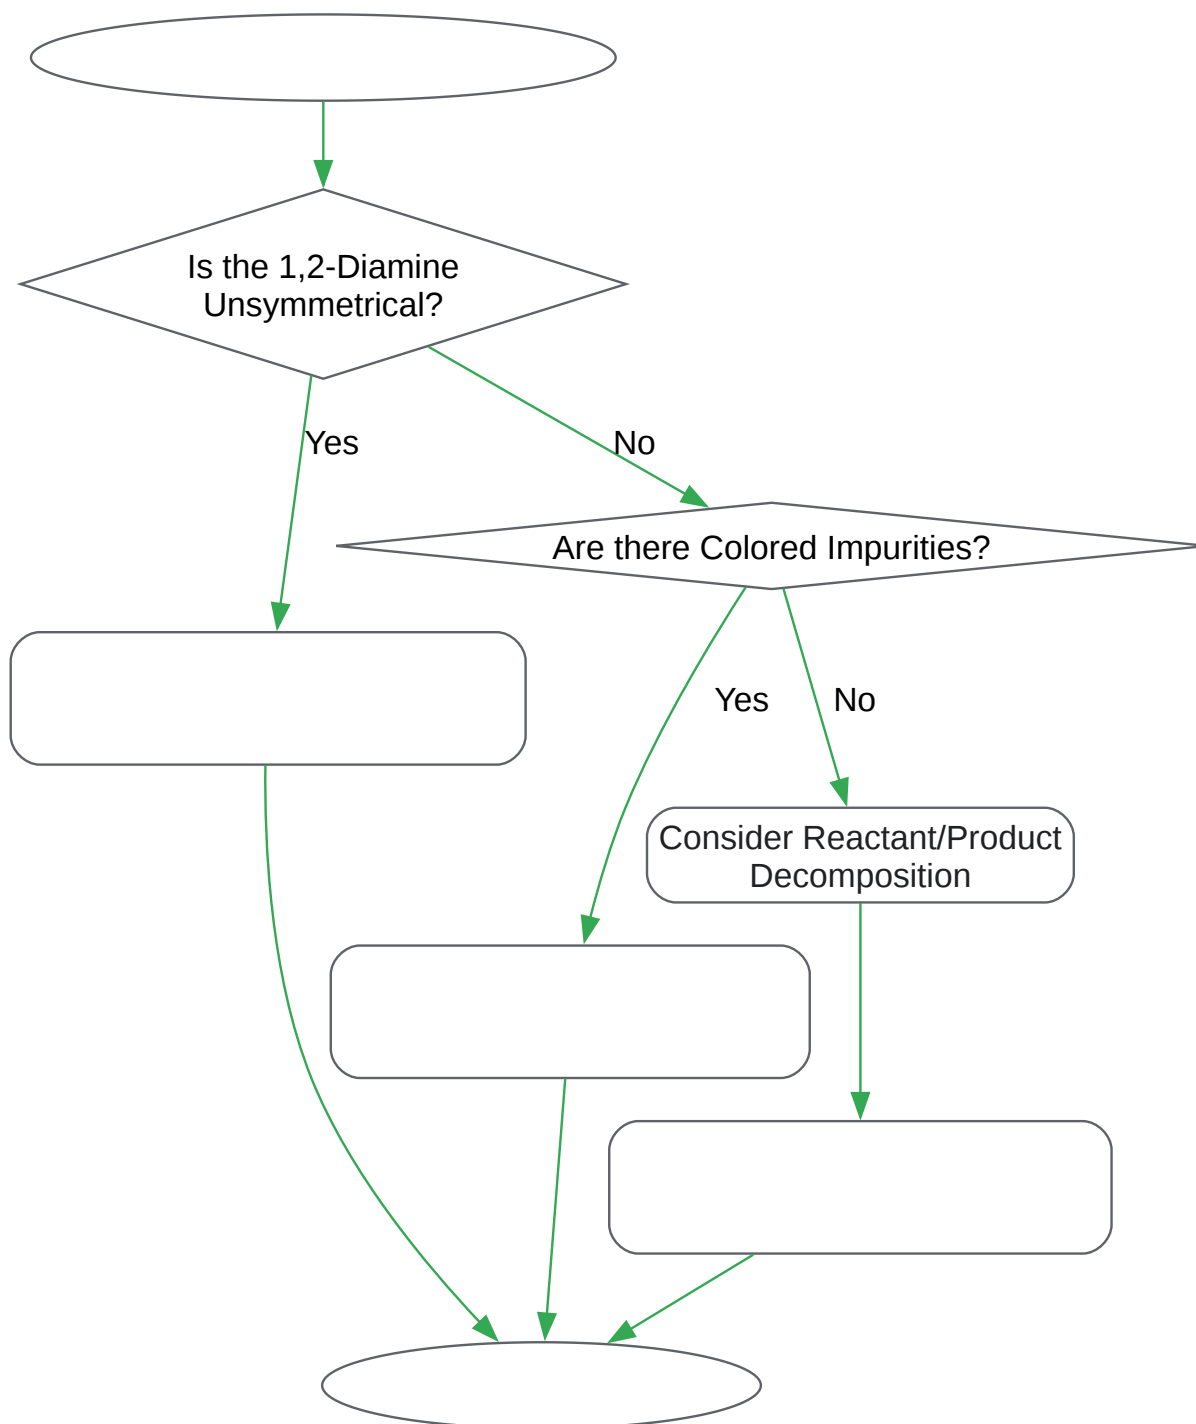 Is the 1,2-Diamine
Unsymmetrical?
Yes
No
Are there Colored Impurities?
Yes
No
Consider Reactant/Product
Decomposition